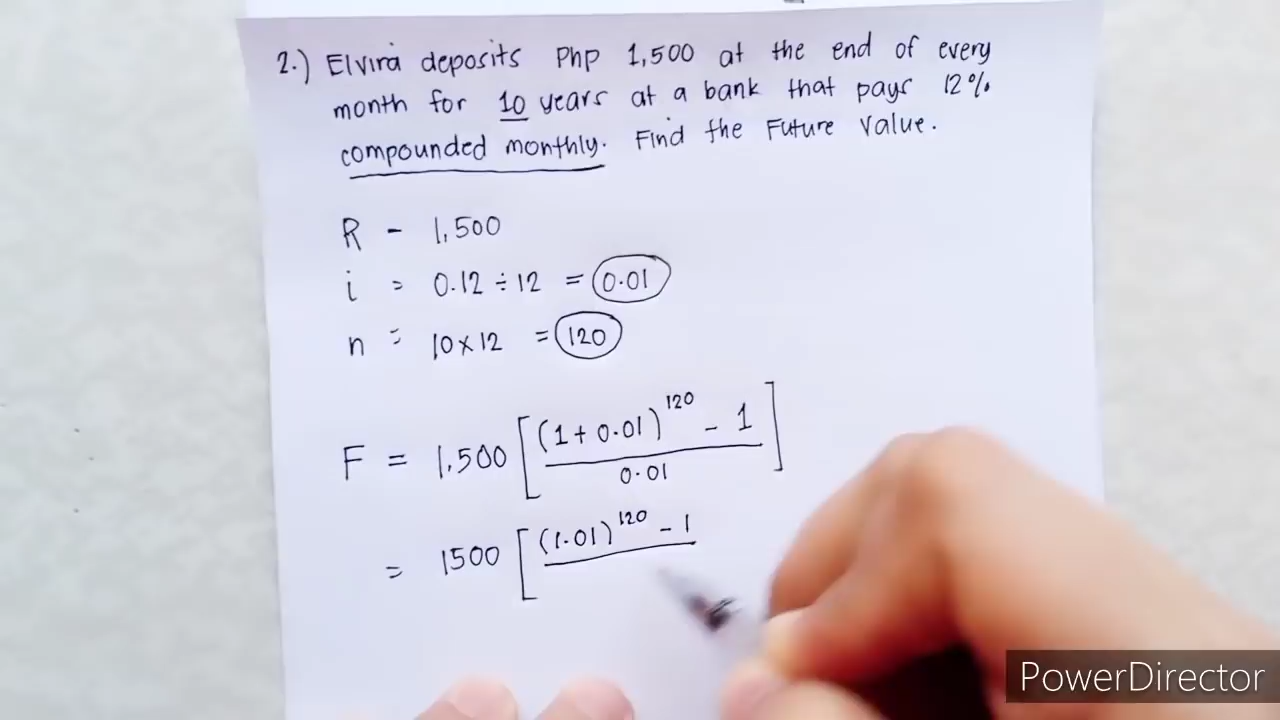 2.) Elvira deposits Php 1,500 at the end of every
month for 10 years at a bank that pays 12%
compounded monthly. Find the Future Value.
R - 1,500
i = 0.12 ÷ 12 = 0.01
n = 10 x 12 = 120
F = 1,500 [ (1 + 0.01)^120 - 1 / 0.01 ]
= 1500 [ (1.01)^120 - 1
PowerDirector